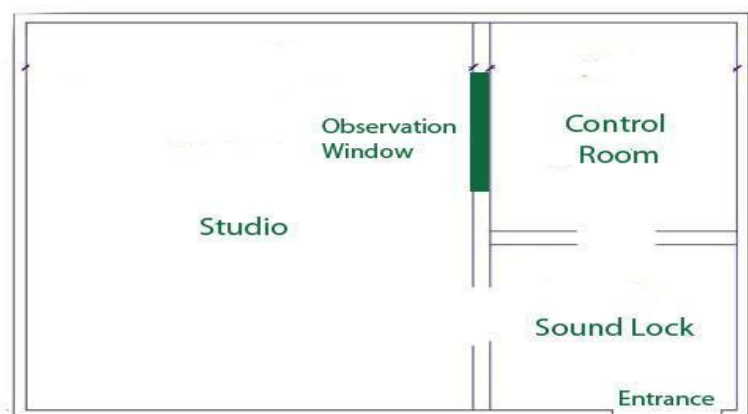 Observation
Window
Control
Room
Studio
Sound Lock
Entrance